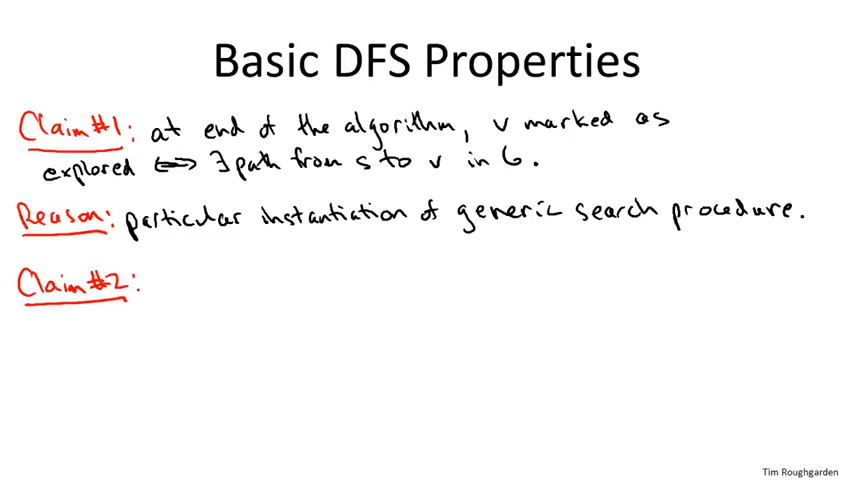 Basic DFS Properties
Claim #1: at end of the algorithm, v marked as
explored ⟺ ∃ path from s to v in G.
Reason: particular instantiation of generic search procedure.
Claim #2:
Tim Roughgarden